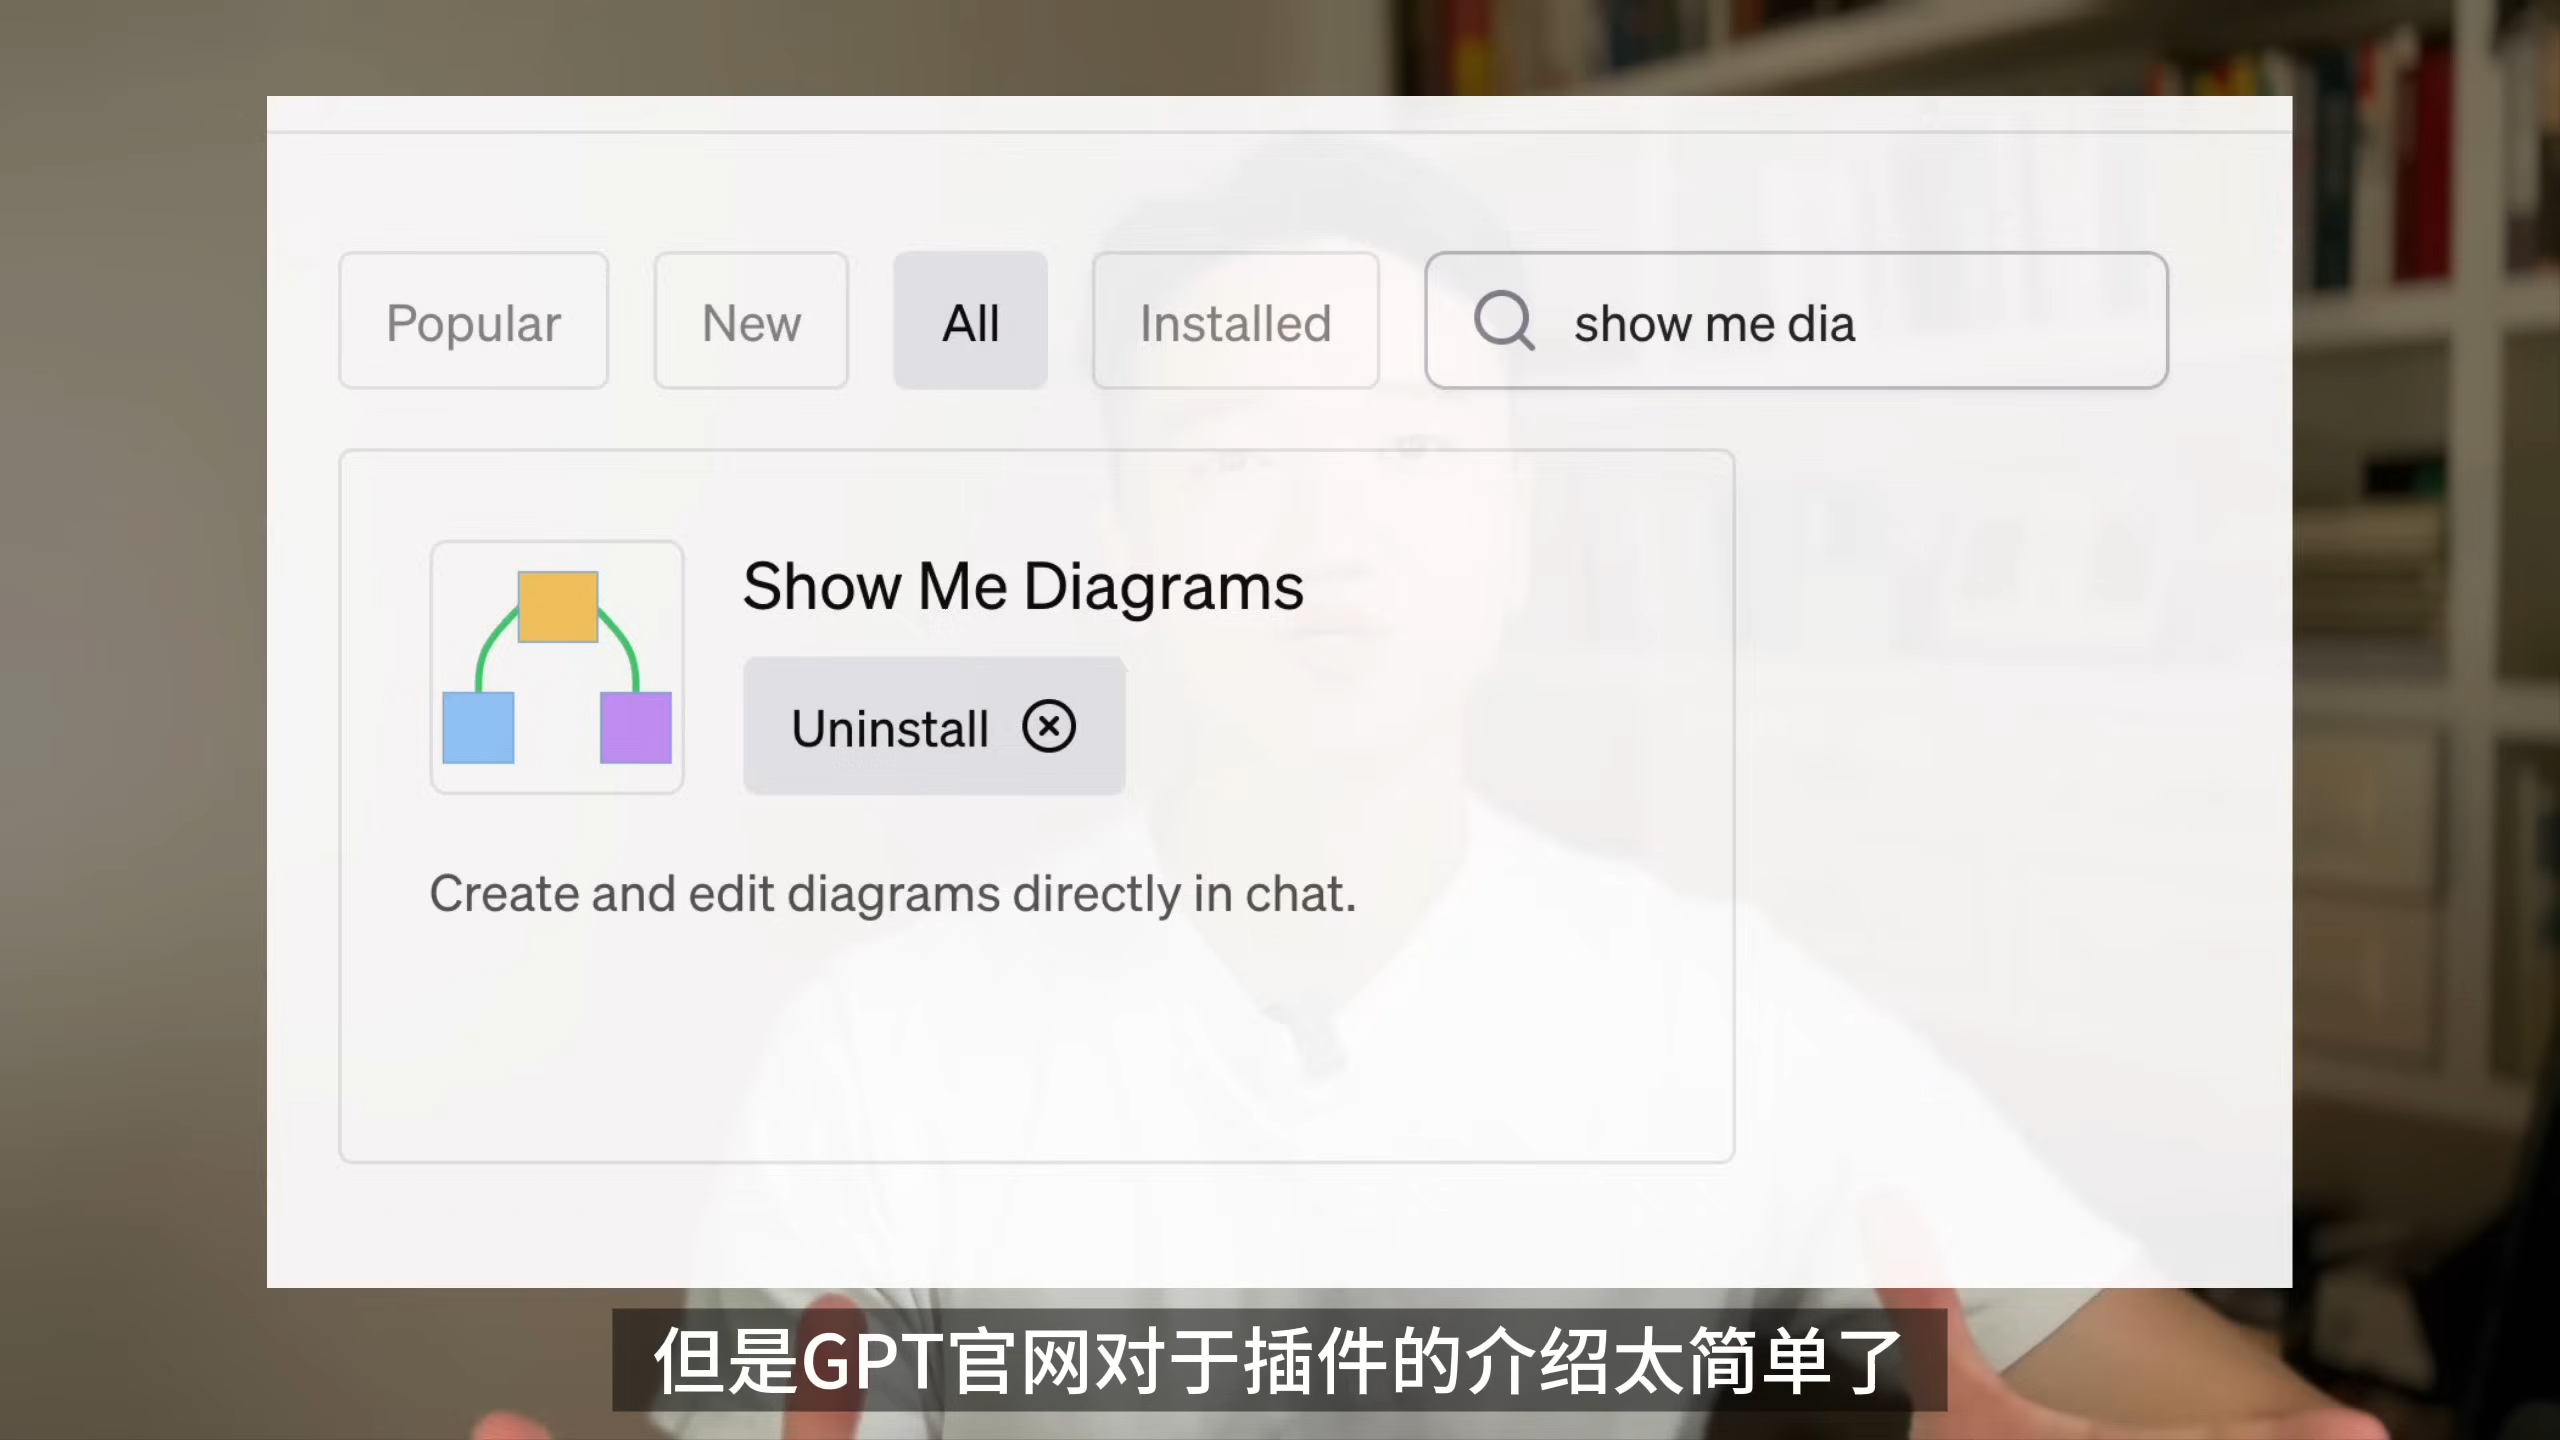 Popular
New
All
Installed
show me dia
Show Me Diagrams
Uninstall
Create and edit diagrams directly in chat.
但是GPT官网对于插件的介绍太简单了